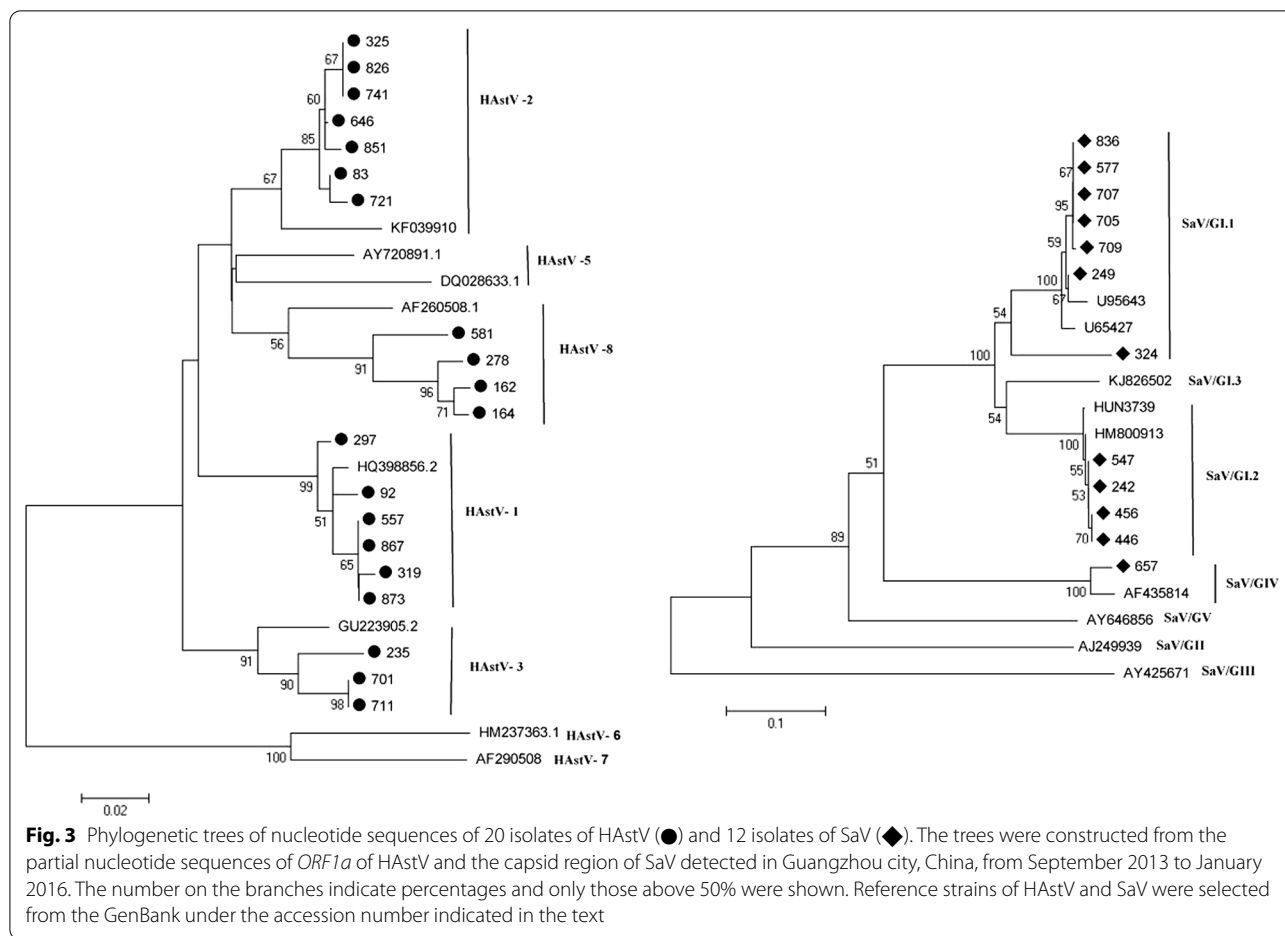 325
67
826
741
HAstV -2
60
646
85
851
83
67
721
KF039910
AY720891.1
HAstV -5
DQ028633.1
AF260508.1
581
56
278
HAstV -8
91
162
96
71
164
297
HQ398856.2
99
92
HAstV- 1
51
557
867
65
319
873
GU223905.2
235
91
HAstV- 3
90
701
98
711
HM237363.1 HAstV- 6
100
AF290508 HAstV- 7
0.02
836
67
577
707
95
705
SaV/GI.1
59
709
100
249
67
U95643
U65427
54
324
100
KJ826502 SaV/GI.3
54
HUN3739
HM800913
100
547
55
242
SaV/GI.2
51
53
456
70
446
657
SaV/GIV
100
AF435814
89
AY646856 SaV/GV
AJ249939 SaV/GII
AY425671 SaV/GIII
0.1
Fig. 3 Phylogenetic trees of nucleotide sequences of 20 isolates of HAstV (●) and 12 isolates of SaV (◆). The trees were constructed from the
partial nucleotide sequences of ORF1a of HAstV and the capsid region of SaV detected in Guangzhou city, China, from September 2013 to January
2016. The number on the branches indicate percentages and only those above 50% were shown. Reference strains of HAstV and SaV were selected
from the GenBank under the accession number indicated in the text